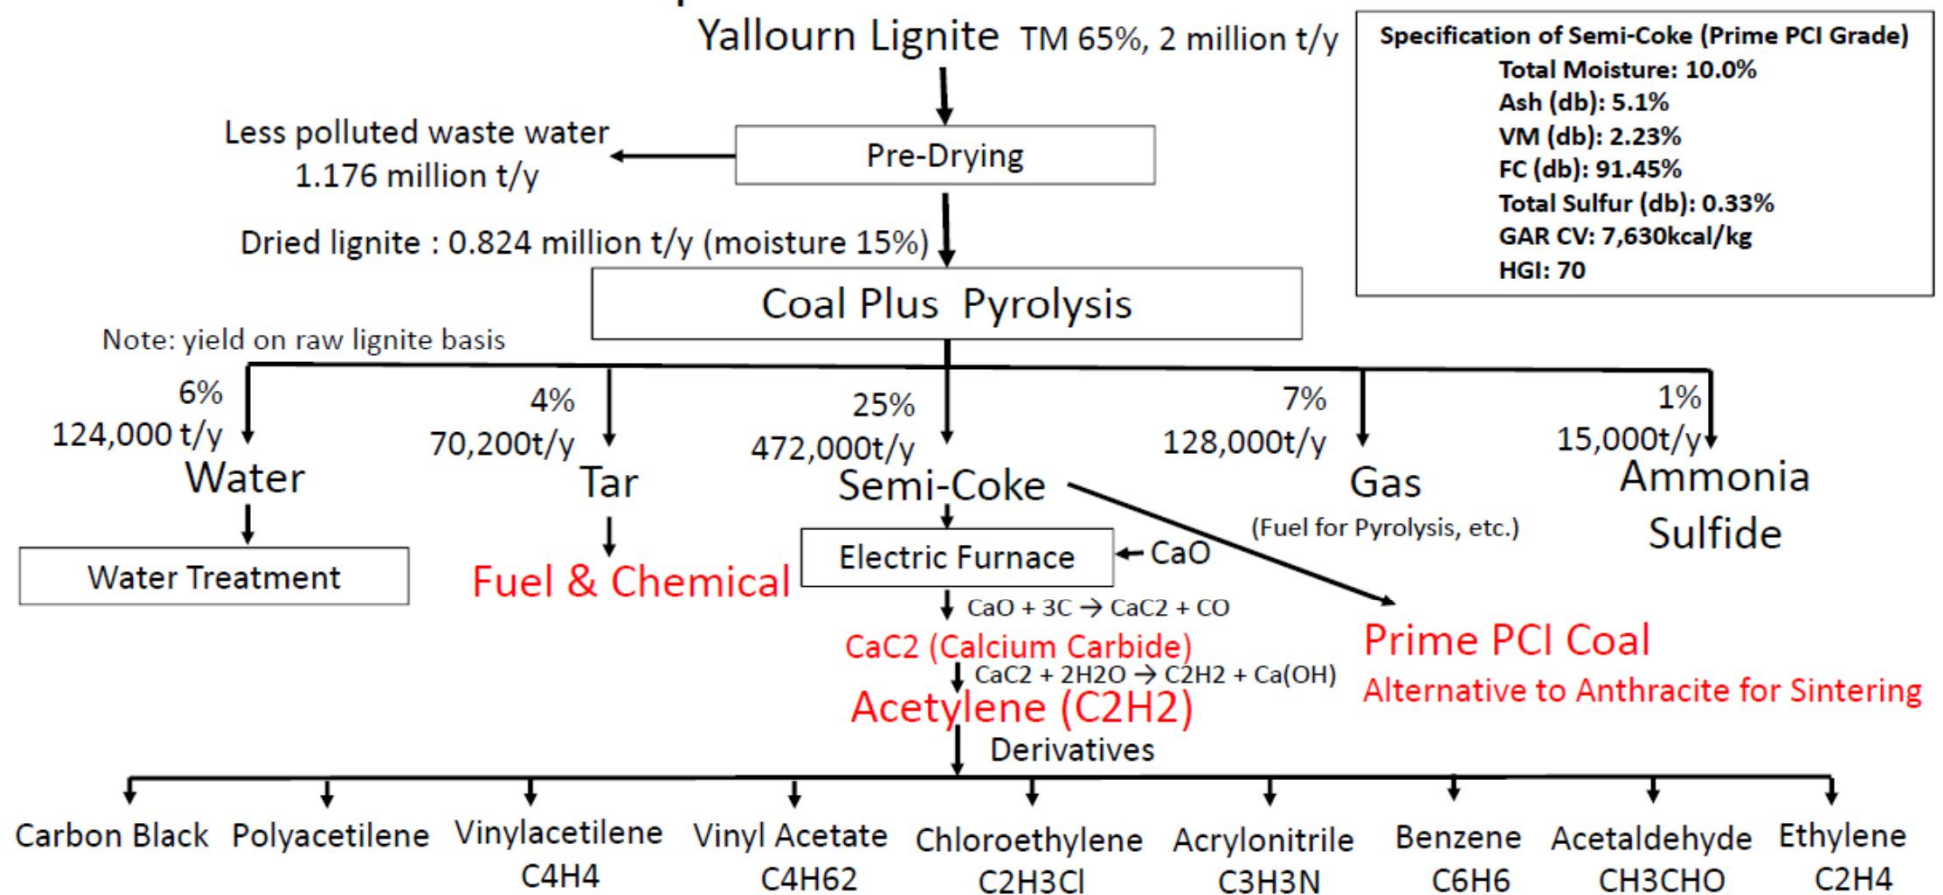 Yallourn Lignite TM 65%, 2 million t/y
Specification of Semi-Coke (Prime PCI Grade)
Total Moisture: 10.0%
Ash (db): 5.1%
VM (db): 2.23%
FC (db): 91.45%
Total Sulfur (db): 0.33%
GAR CV: 7,630kcal/kg
HGI: 70
Less polluted waste water
1.176 million t/y
Pre-Drying
Dried lignite : 0.824 million t/y (moisture 15%)
Coal Plus Pyrolysis
Note: yield on raw lignite basis
6%
124,000 t/y
Water
Water Treatment
4%
70,200t/y
Tar
Fuel & Chemical
25%
472,000t/y
Semi-Coke
Electric Furnace
CaO
CaO + 3C → CaC2 + CO
CaC2 (Calcium Carbide)
CaC2 + 2H2O → C2H2 + Ca(OH)
Acetylene (C2H2)
Derivatives
7%
128,000t/y
Gas
(Fuel for Pyrolysis, etc.)
1%
15,000t/y
Ammonia
Sulfide
Prime PCI Coal
Alternative to Anthracite for Sintering
Carbon Black
Polyacetilene
Vinylacetilene
C4H4
Vinyl Acetate
C4H62
Chloroethylene
C2H3Cl
Acrylonitrile
C3H3N
Benzene
C6H6
Acetaldehyde
CH3CHO
Ethylene
C2H4